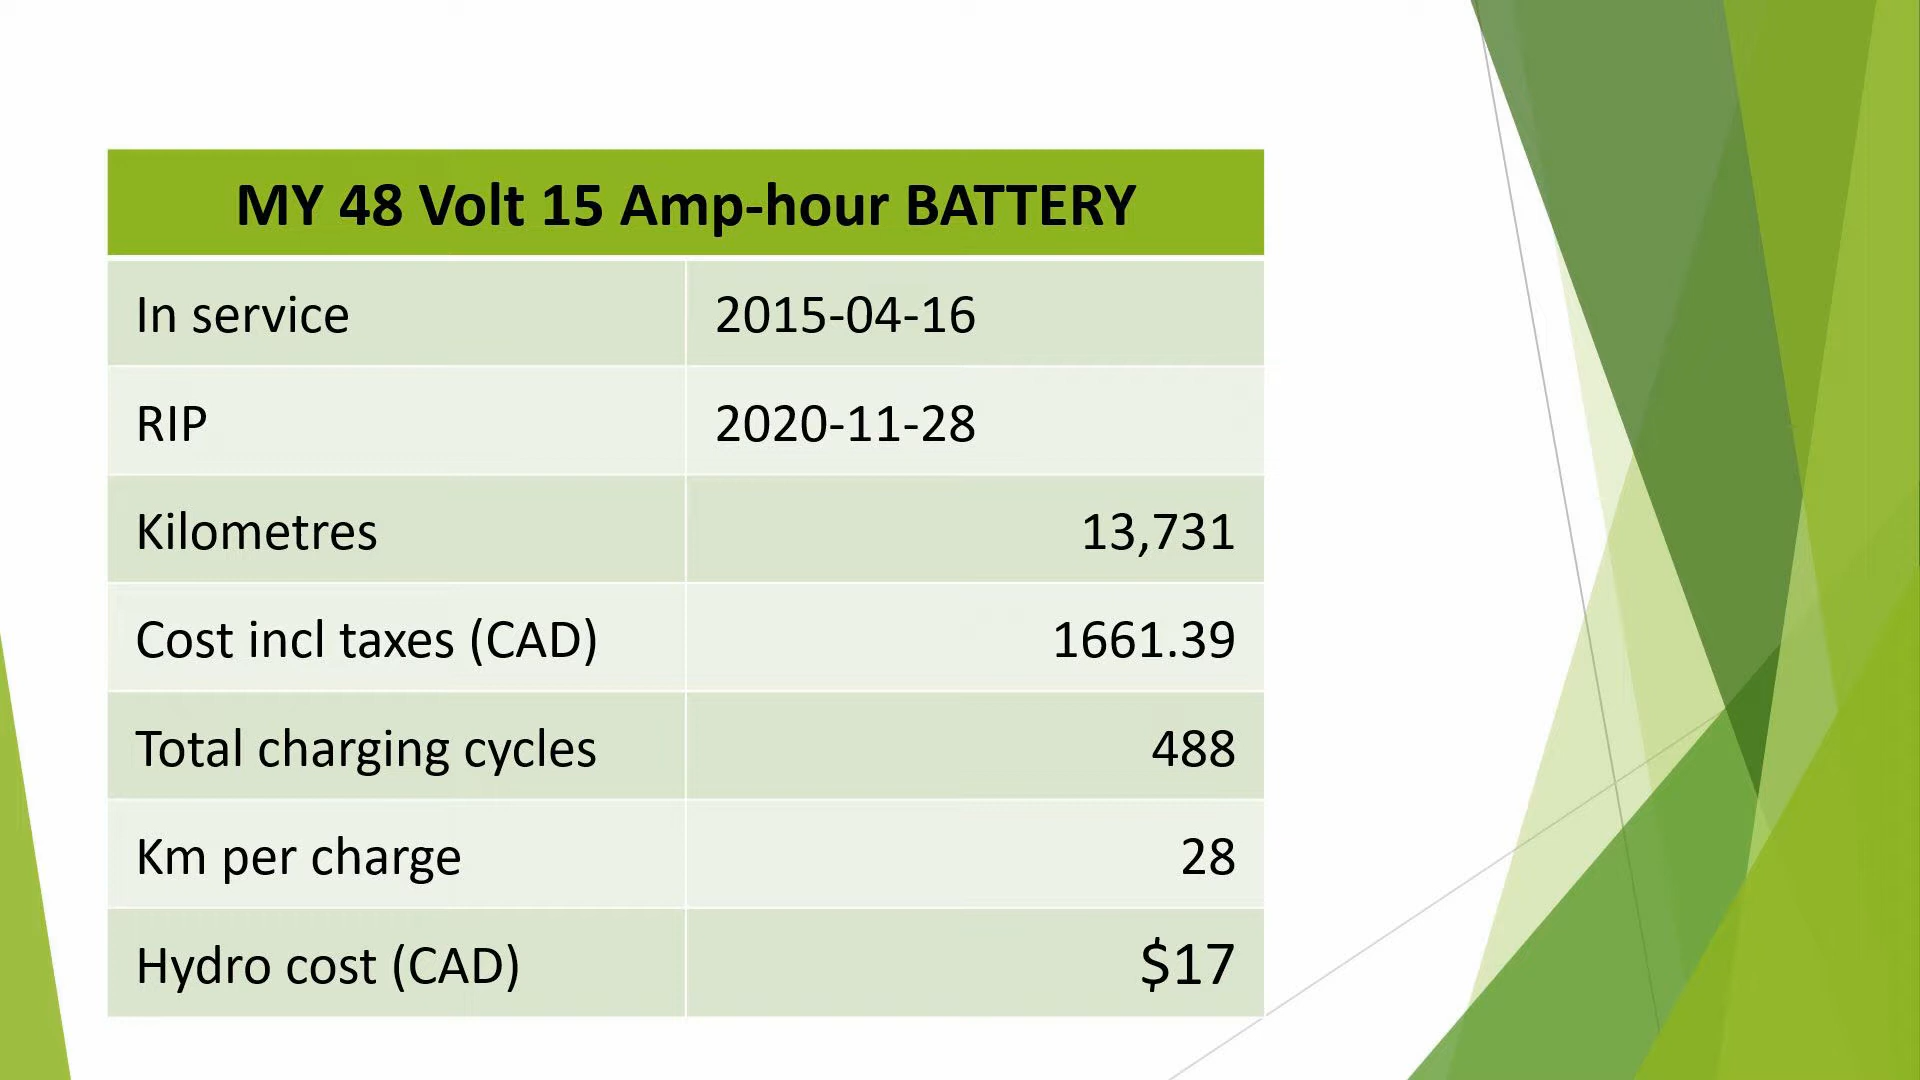 MY 48 Volt 15 Amp-hour BATTERY
In service 2015-04-16
RIP 2020-11-28
Kilometres 13,731
Cost incl taxes (CAD) 1661.39
Total charging cycles 488
Km per charge 28
Hydro cost (CAD) $17